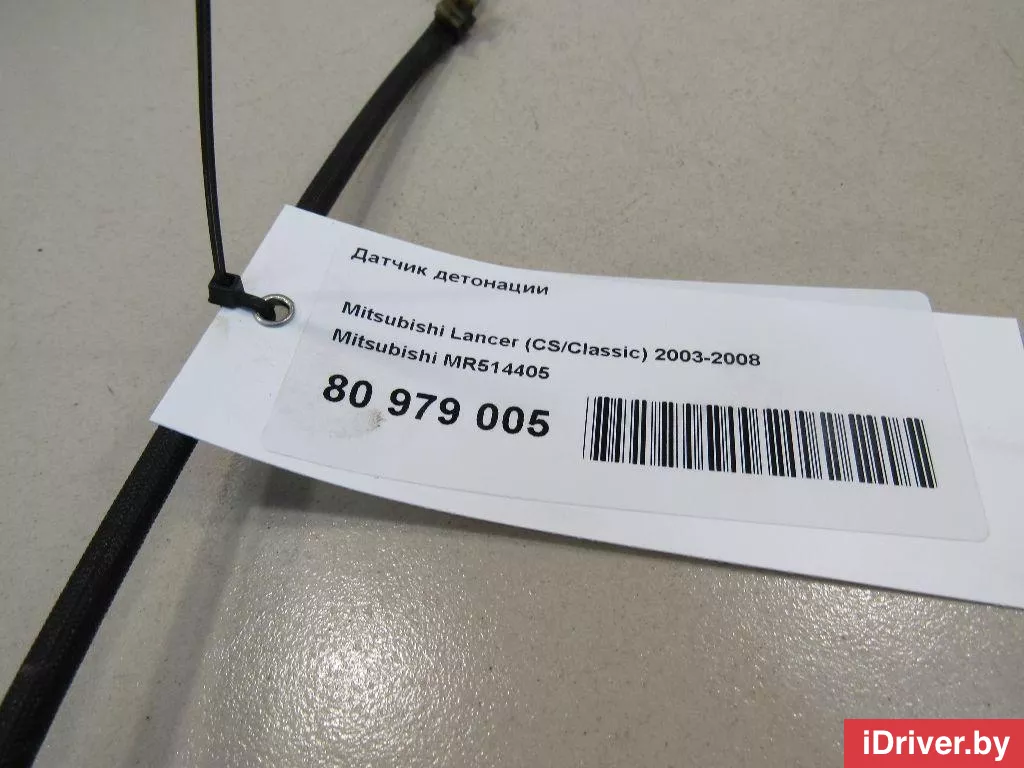 Датчик детонации
Mitsubishi Lancer (CS/Classic) 2003-2008
Mitsubishi MR514405
80 979 005
iDriver.by